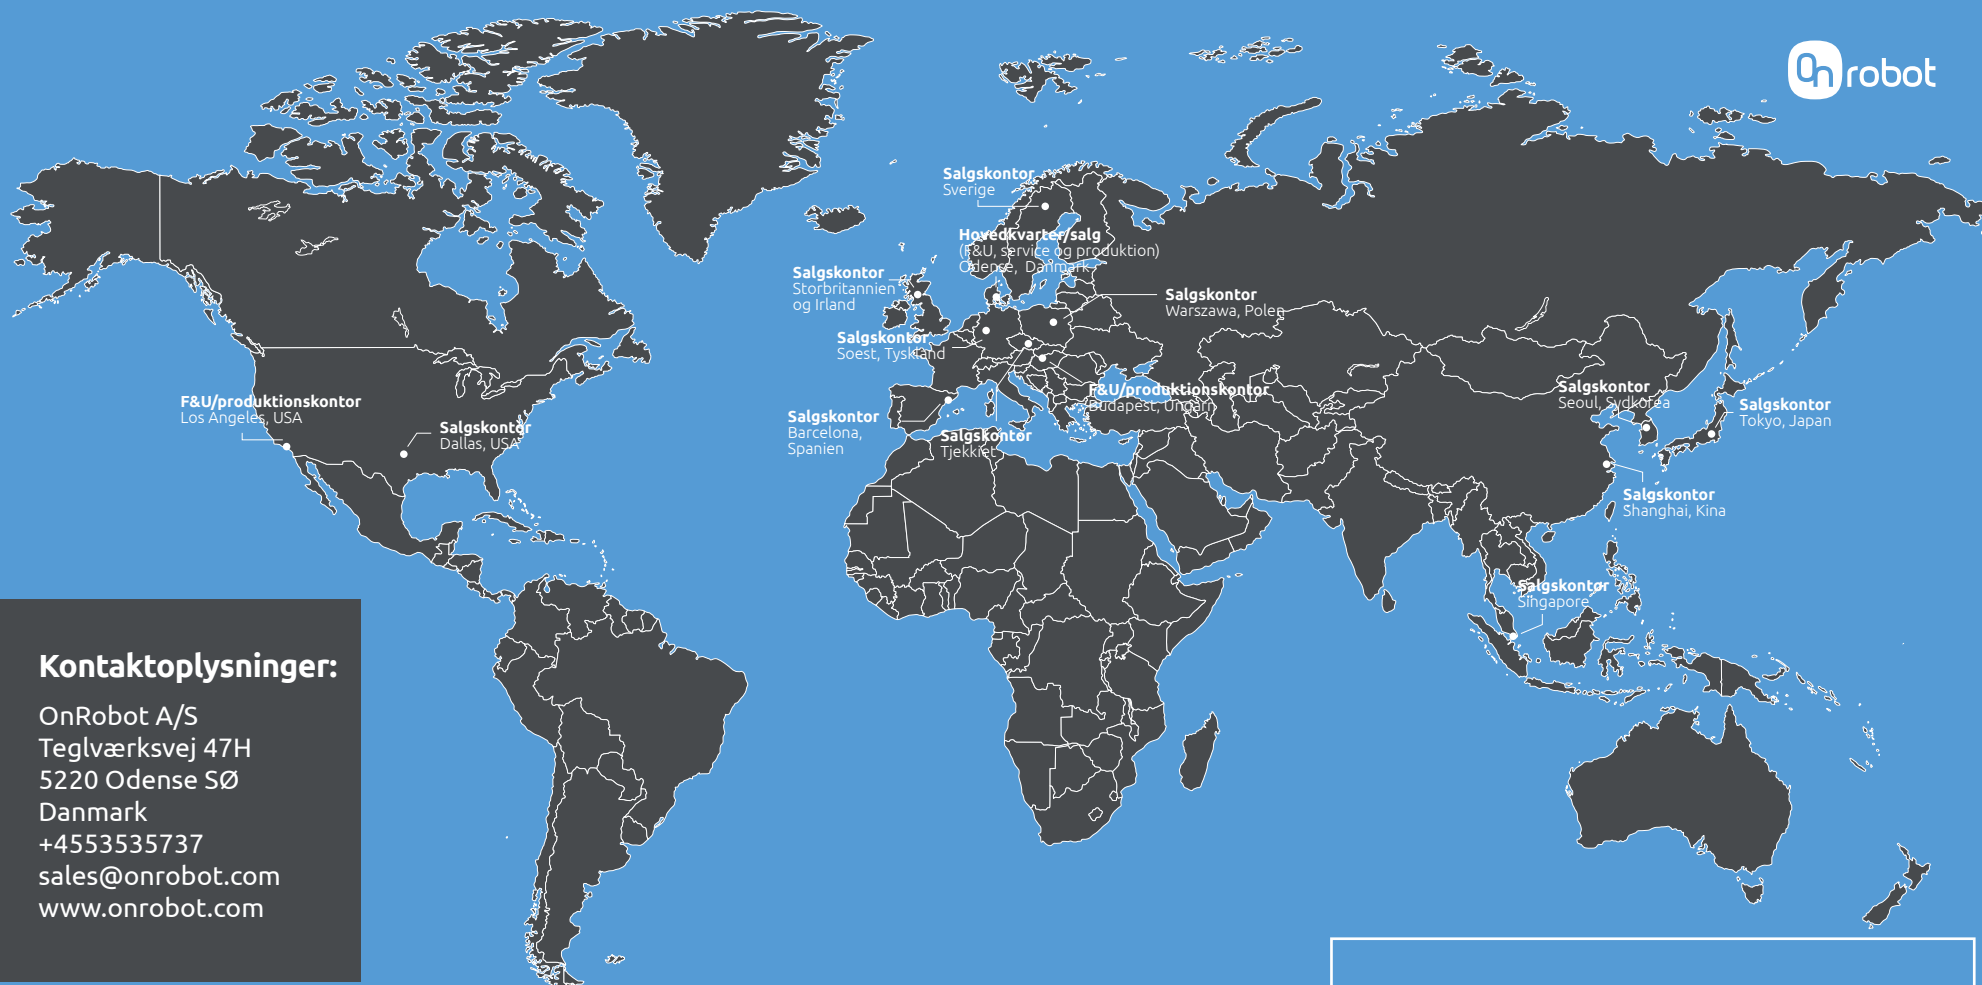 Onrobot
Salgskontor
Sverige
Hovedkvarter/salg
(F&U, service og produktion)
Odense, Danmark
Salgskontor
Storbritannien
og Irland
Salgskontor
Warszawa, Polen
Salgskontor
Soest, Tyskland
F&U/produktionskontor
Budapest, Ungarn
Salgskontor
Seoul, Sydkorea
Salgskontor
Tokyo, Japan
F&U/produktionskontor
Los Angeles, USA
Salgskontor
Dallas, USA
Salgskontor
Barcelona,
Spanien
Salgskontor
Tjekkiet
Salgskontor
Shanghai, Kina
Salgskontor
Singapore
Kontaktoplysninger:
OnRobot A/S
Teglværksvej 47H
5220 Odense SØ
Danmark
+4553535737
sales@onrobot.com
www.onrobot.com